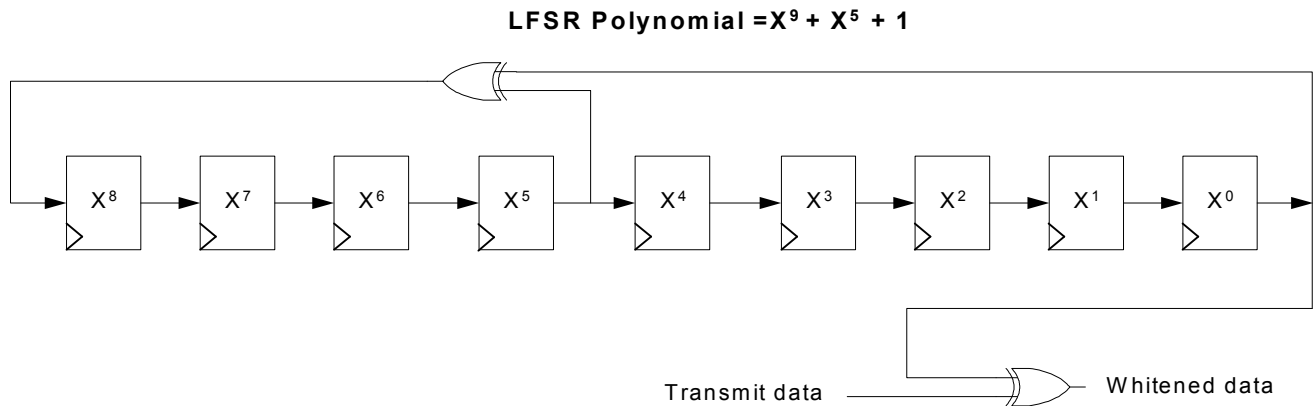 LFSR Polynomial =X⁹ + X⁵ + 1
X⁸ X⁷ X⁶ X⁵ X⁴ X³ X² X¹ X⁰
Transmit data
Whitened data